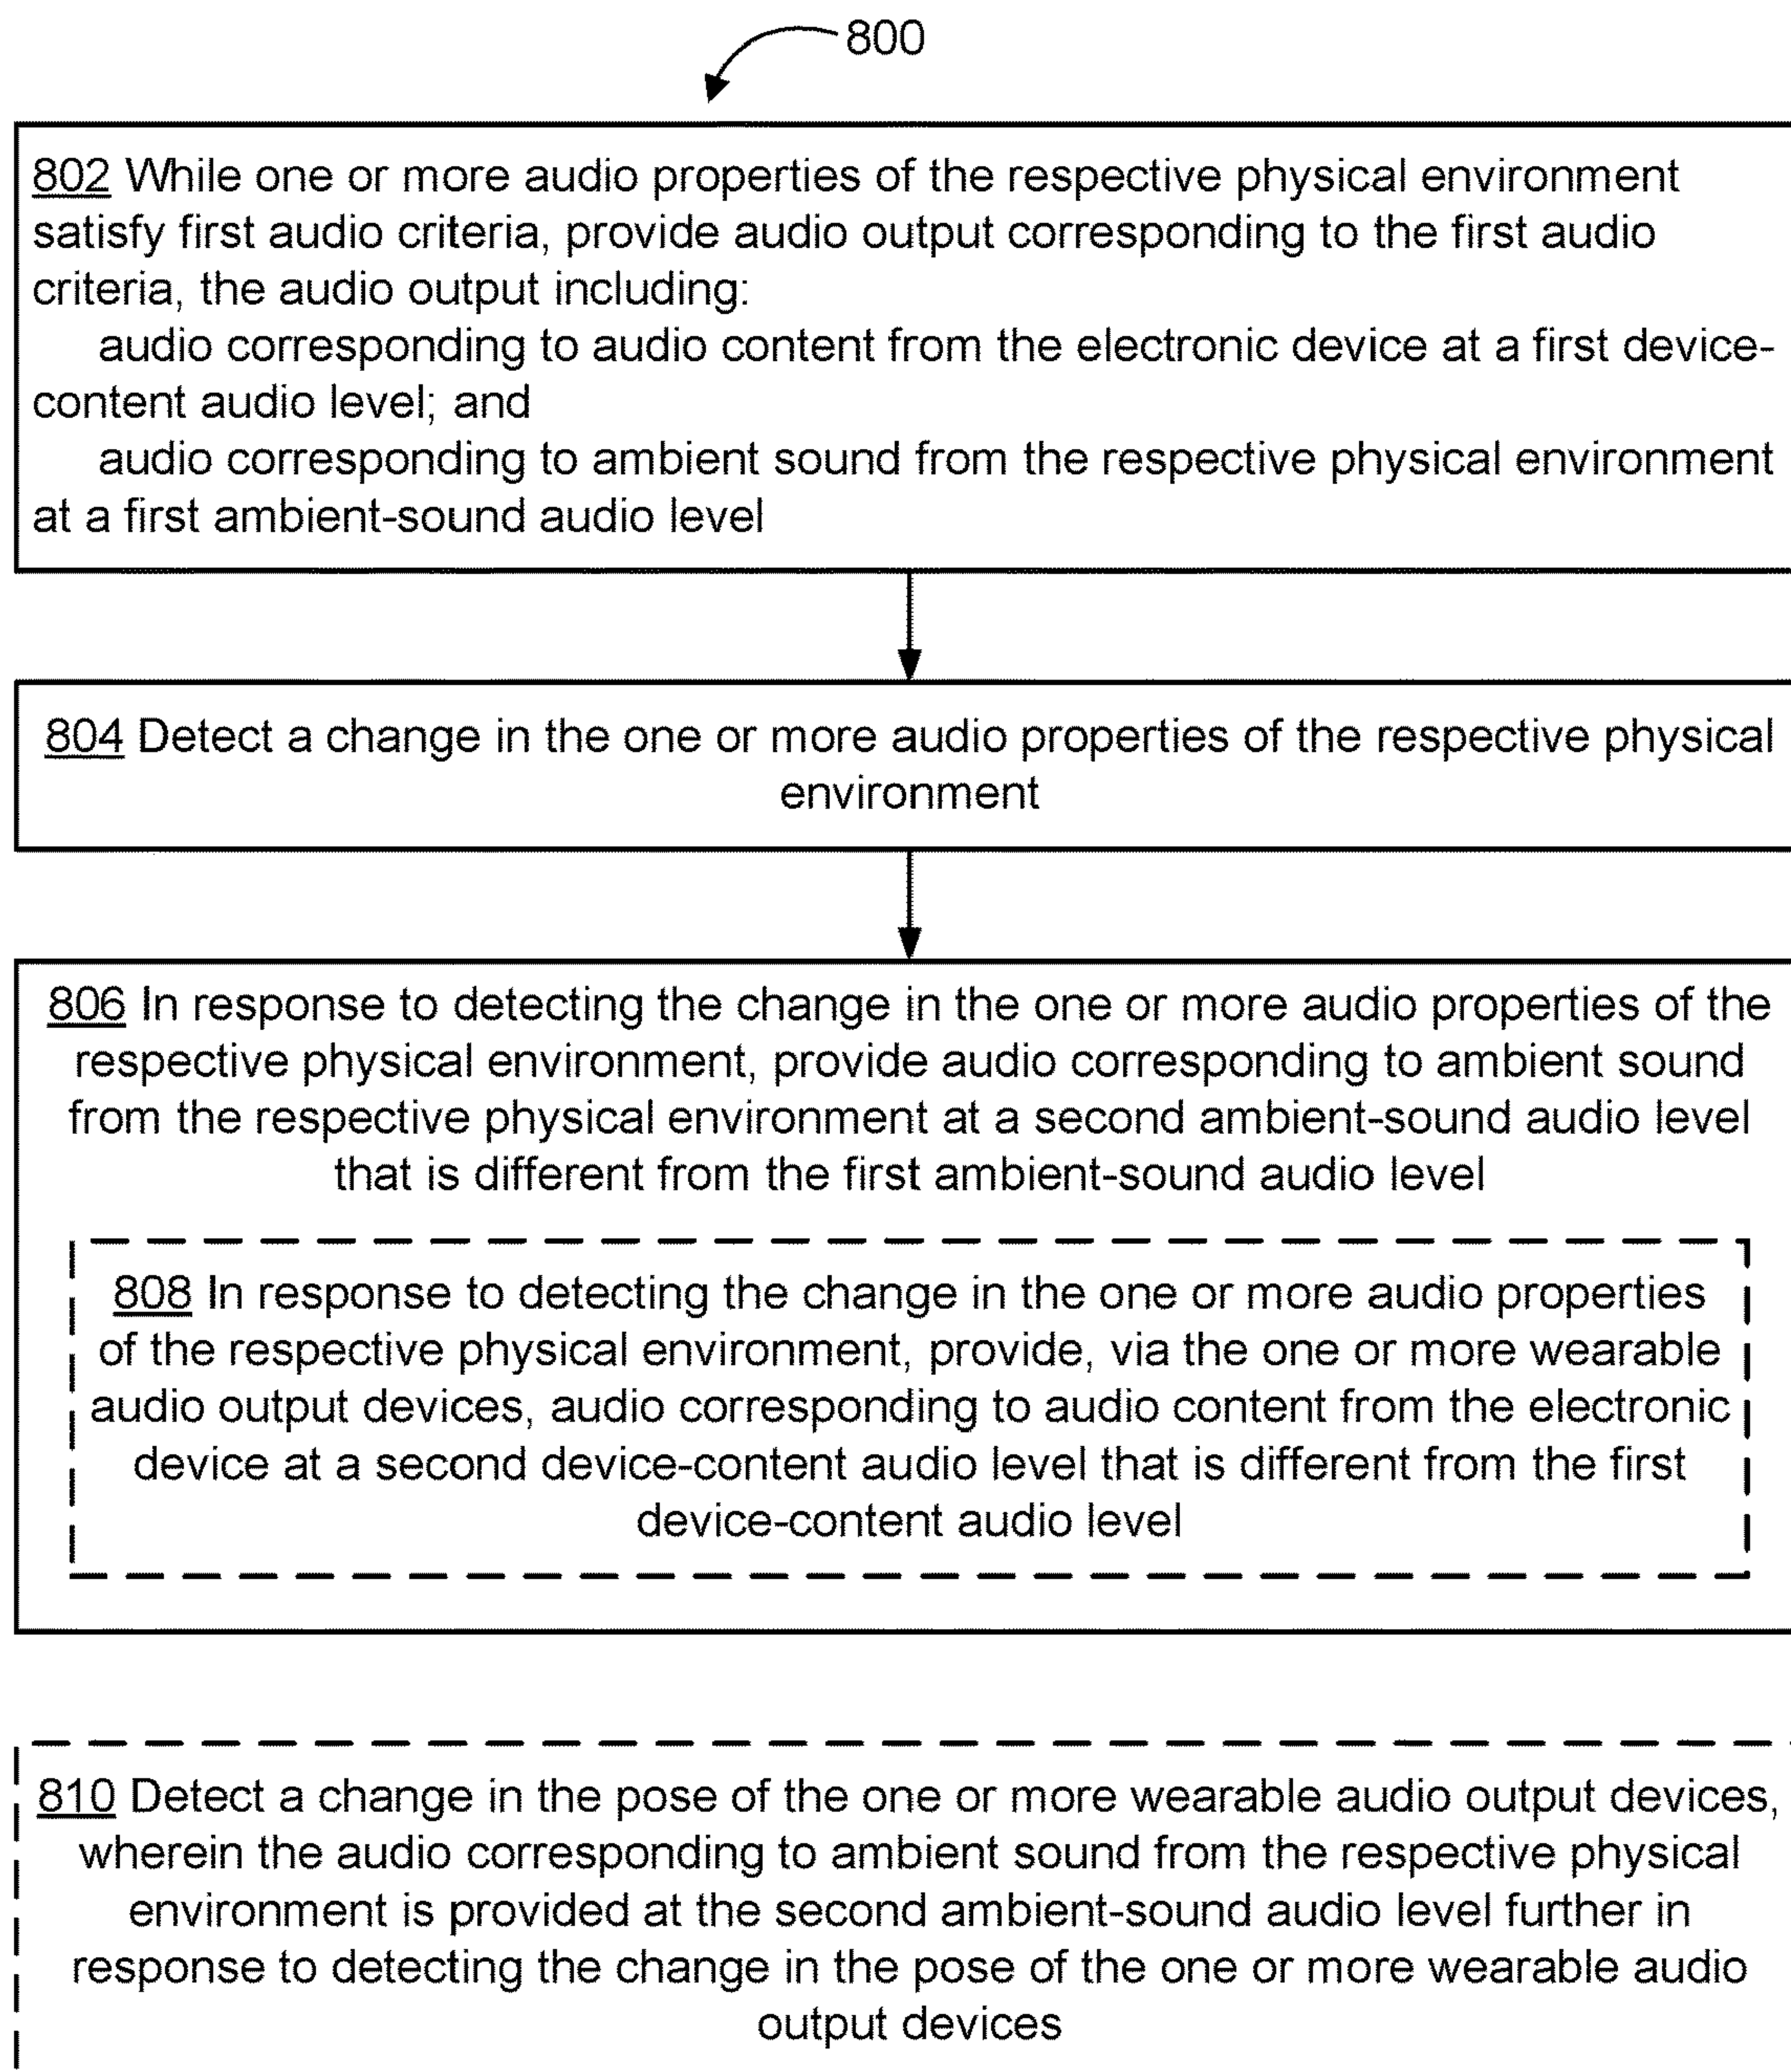 800
802 While one or more audio properties of the respective physical environment
satisfy first audio criteria, provide audio output corresponding to the first audio
criteria, the audio output including:
audio corresponding to audio content from the electronic device at a first device-
content audio level; and
audio corresponding to ambient sound from the respective physical environment
at a first ambient-sound audio level
804 Detect a change in the one or more audio properties of the respective physical
environment
806 In response to detecting the change in the one or more audio properties of the
respective physical environment, provide audio corresponding to ambient sound
from the respective physical environment at a second ambient-sound audio level
that is different from the first ambient-sound audio level
808 In response to detecting the change in the one or more audio properties
of the respective physical environment, provide, via the one or more wearable
audio output devices, audio corresponding to audio content from the electronic
device at a second device-content audio level that is different from the first
device-content audio level
810 Detect a change in the pose of the one or more wearable audio output devices,
wherein the audio corresponding to ambient sound from the respective physical
environment is provided at the second ambient-sound audio level further in
response to detecting the change in the pose of the one or more wearable audio
output devices